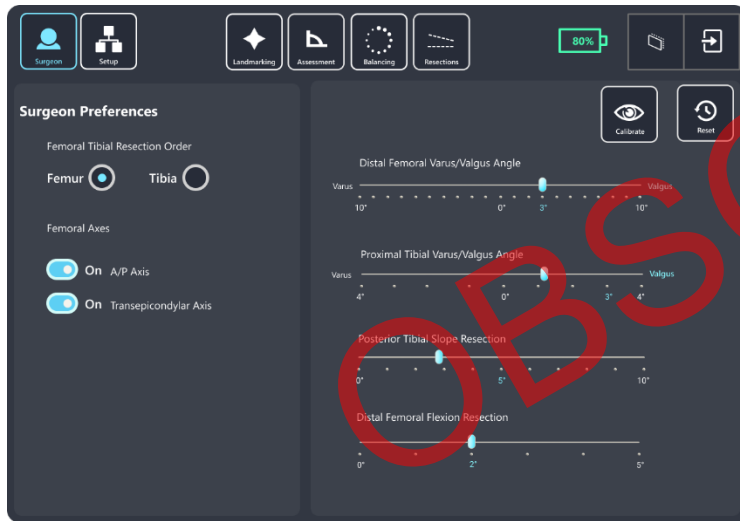 Surgeon
Setup
Landmarking
Assessment
Balancing
Resections
80%
Surgeon Preferences
Femoral Tibial Resection Order
Femur
Tibia
Femoral Axes
On A/P Axis
On Transepicondylar Axis
Calibrate
Reset
Distal Femoral Varus/Valgus Angle
Varus
Valgus
10° 0° 3° 10°
Proximal Tibial Varus/Valgus Angle
Varus
Valgus
4° 0° 3° 4°
Posterior Tibial Slope Resection
0° 5° 10°
Distal Femoral Flexion Resection
0° 2° 5°